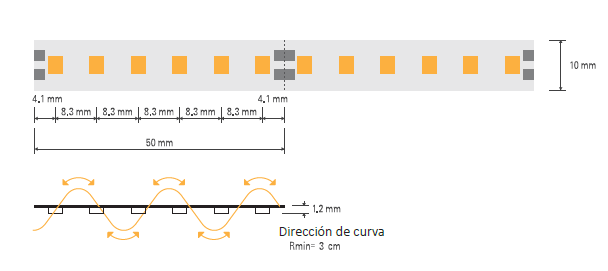 10 mm
4.1 mm 4.1 mm
8.3 mm 8.3 mm 8.3 mm 8.3 mm 8.3 mm
50 mm
1,2 mm
Dirección de curva
Rmin= 3 cm